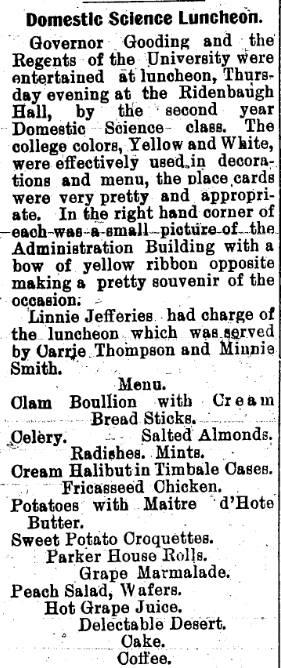 Domestic Science Luncheon.
Governor Gooding and the
Regents of the University were
entertained at luncheon, Thurs-
day evening at the Ridenbaugh
Hall, by the second year
Domestic Science class. The
college colors, Yellow and White,
were effectively used in decora-
tions and menu, the place cards
were very pretty and appropri-
ate. In the right hand corner of
each was a small picture of the
Administration Building with a
bow of yellow ribbon opposite
making a pretty souvenir of the
occasion.
Linnie Jefferies had charge of
the luncheon which was served
by Carrie Thompson and Minnie
Smith.
Menu.
Clam Boullion with Cream
Bread Sticks.
Celery. Salted Almonds.
Radishes. Mints.
Cream Halibut in Timbale Cases.
Fricasseed Chicken.
Potatoes with Maitre d'Hote
Butter.
Sweet Potato Croquettes.
Parker House Rolls.
Grape Marmalade.
Peach Salad, Wafers.
Hot Grape Juice.
Delectable Desert.
Cake.
Coffee.